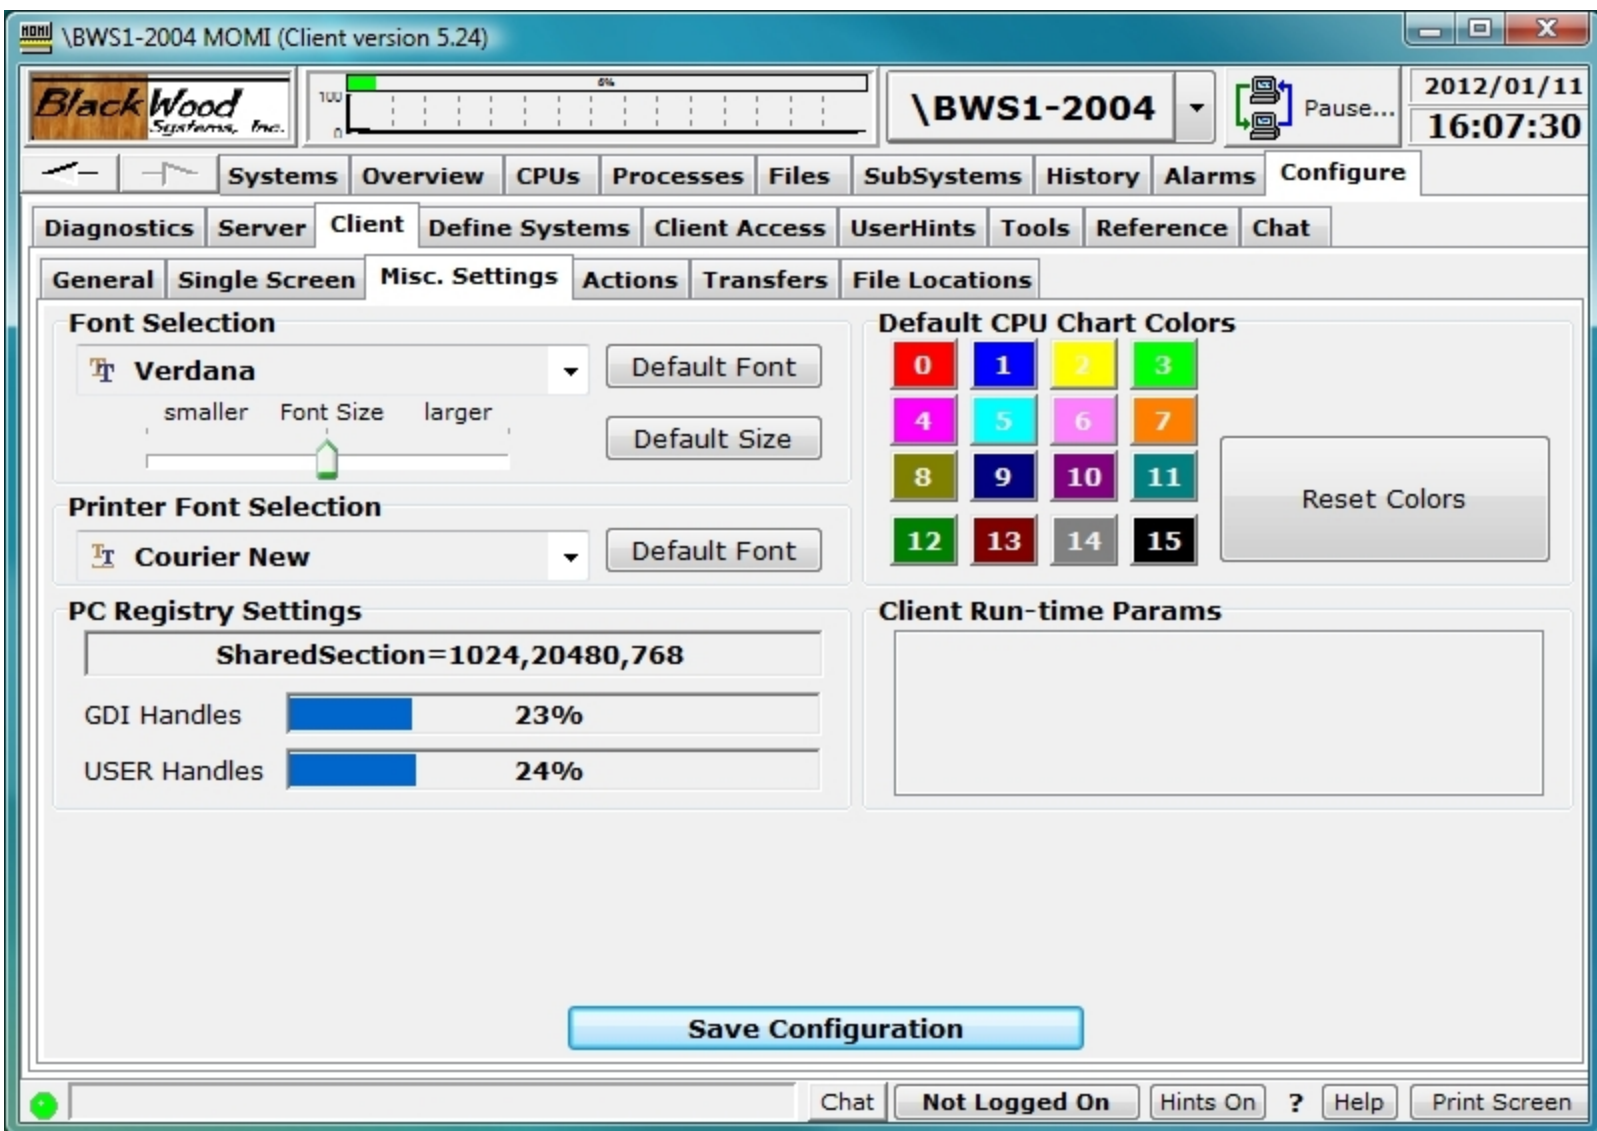 MOMI \BWS1-2004 MOMI (Client version 5.24)
BlackWood
Systems, Inc.
6%
100
0
\BWS1-2004
Pause...
2012/01/11
16:07:30
Systems Overview CPUs Processes Files SubSystems History Alarms Configure
Diagnostics Server Client Define Systems Client Access UserHints Tools Reference Chat
General Single Screen Misc. Settings Actions Transfers File Locations
Font Selection
Verdana
Default Font
smaller Font Size larger
Default Size
Printer Font Selection
Courier New
Default Font
PC Registry Settings
SharedSection=1024,20480,768
GDI Handles 23%
USER Handles 24%
Default CPU Chart Colors
0 1 2 3
4 5 6 7
8 9 10 11
12 13 14 15
Reset Colors
Client Run-time Params
Save Configuration
Chat Not Logged On Hints On ? Help Print Screen